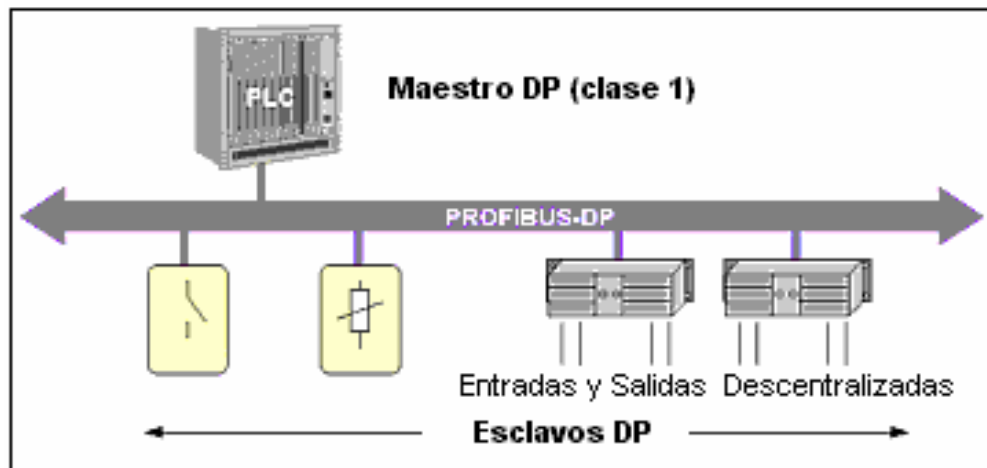 PLC
Maestro DP (clase 1)
PROFIBUS-DP
Entradas y Salidas Descentralizadas
Esclavos DP